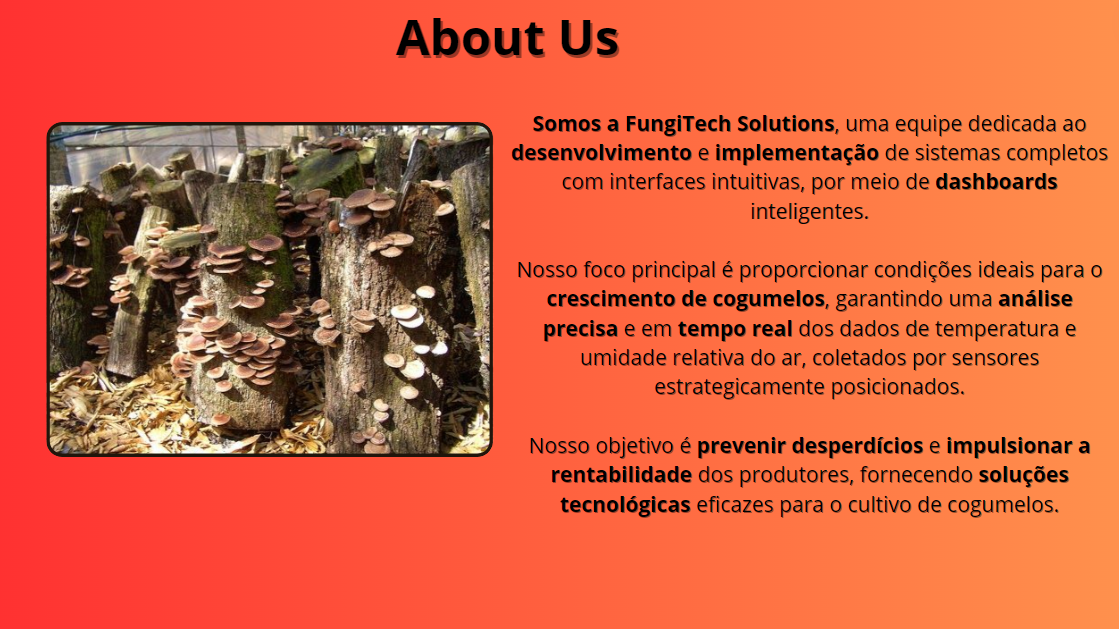 About Us
Somos a FungiTech Solutions, uma equipe dedicada ao
desenvolvimento e implementação de sistemas completos
com interfaces intuitivas, por meio de dashboards
inteligentes.
Nosso foco principal é proporcionar condições ideais para o
crescimento de cogumelos, garantindo uma análise
precisa e em tempo real dos dados de temperatura e
umidade relativa do ar, coletados por sensores
estrategicamente posicionados.
Nosso objetivo é prevenir desperdícios e impulsionar a
rentabilidade dos produtores, fornecendo soluções
tecnológicas eficazes para o cultivo de cogumelos.